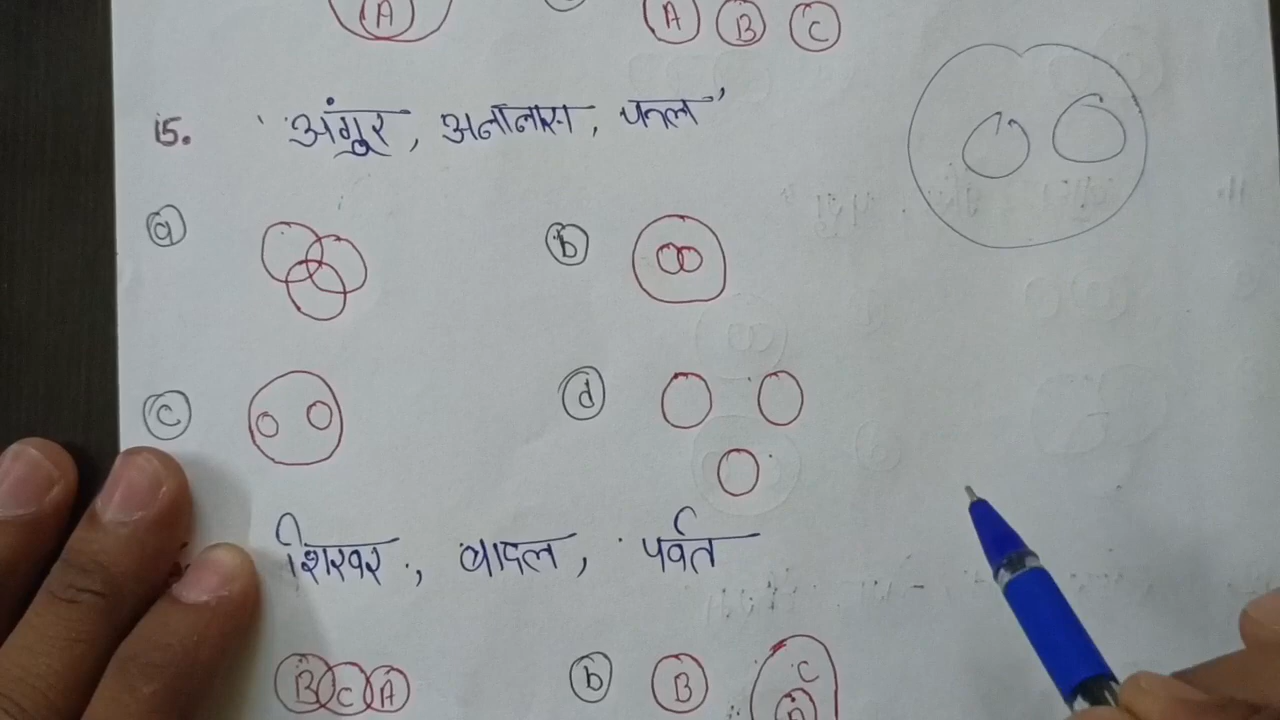 A A B C
15. 'अंगुर, अनानास, फल'
a b
c d
शिखर, बादल, पर्वत
B C A b B C